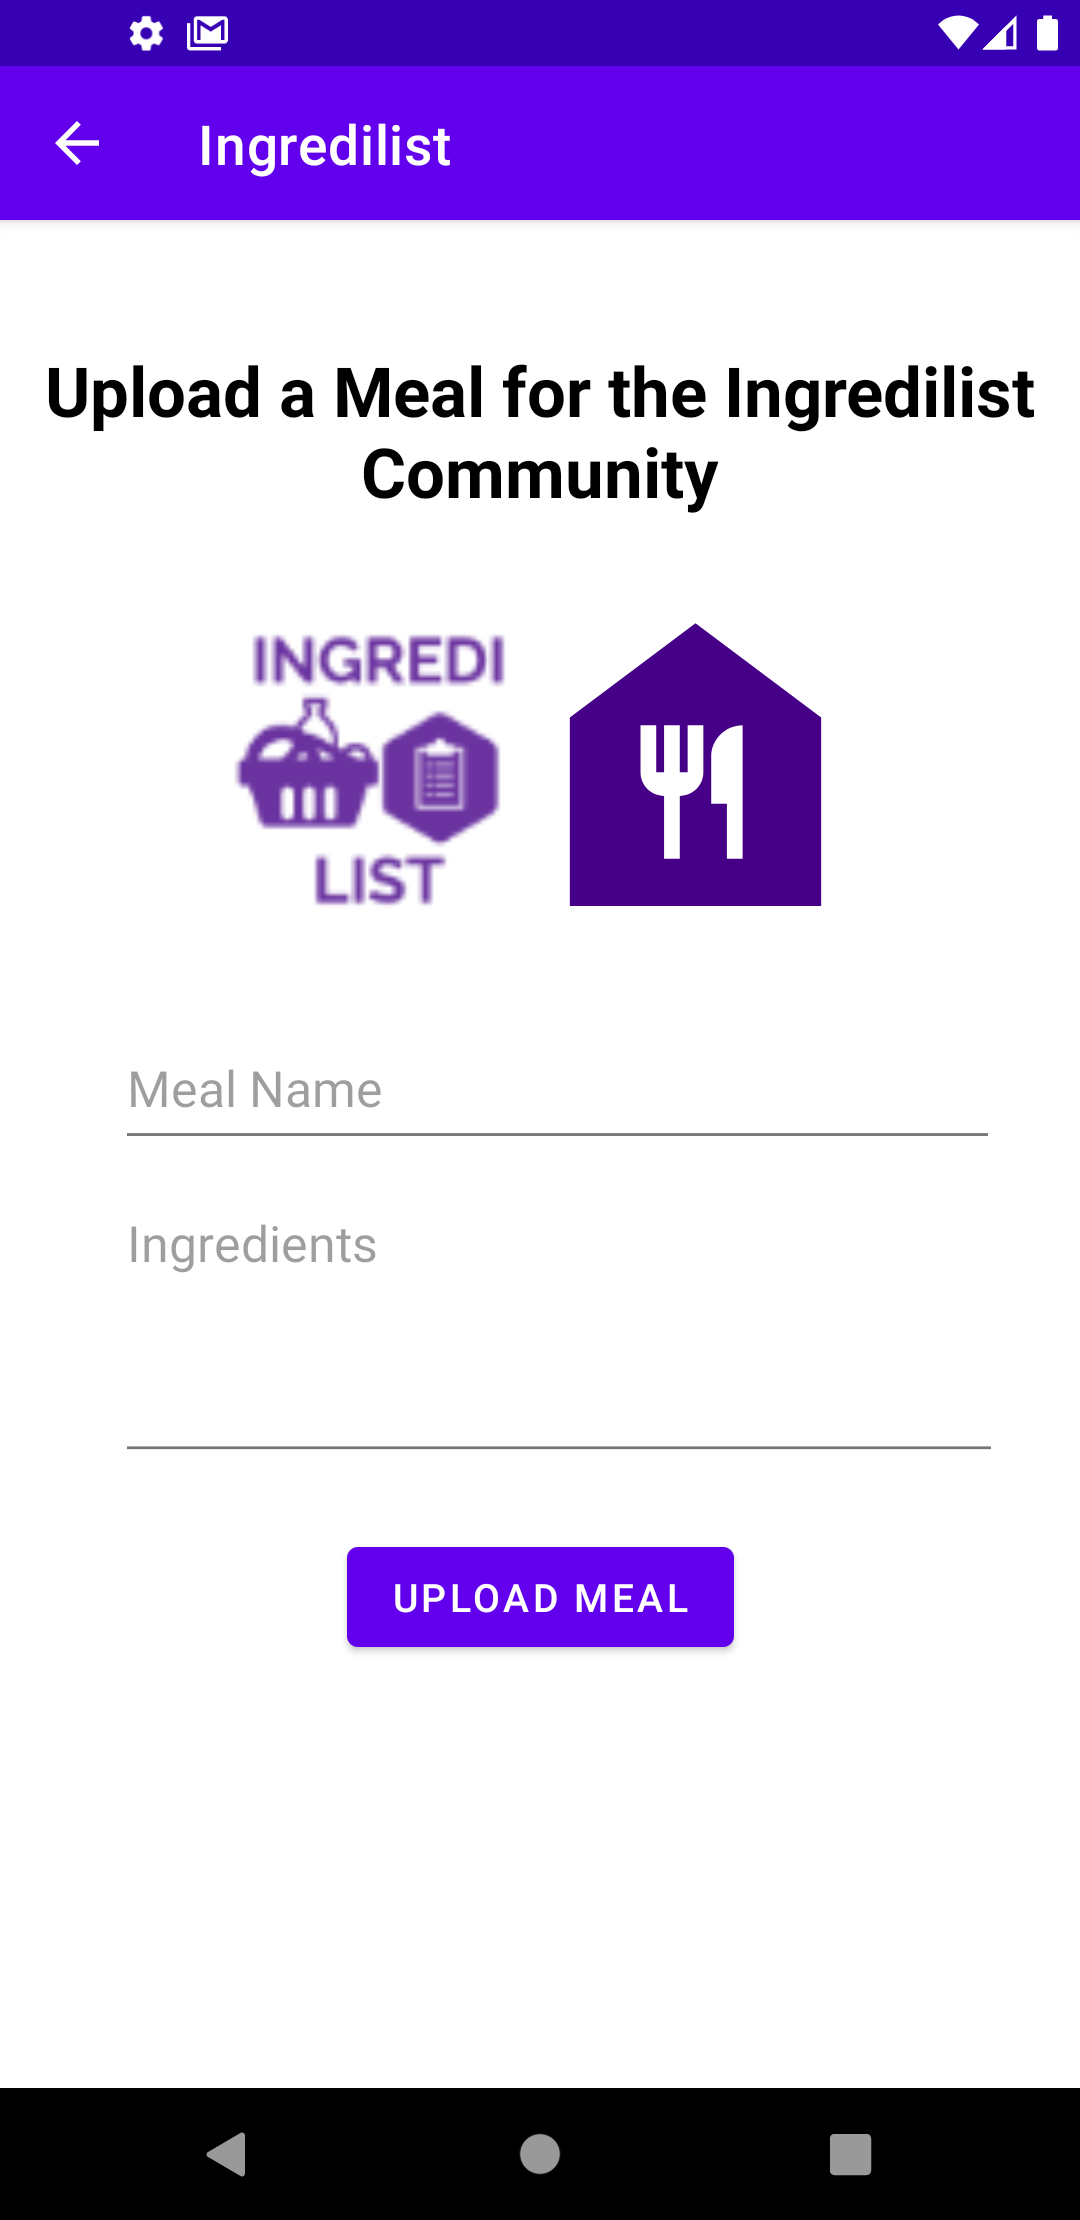 Ingredilist
Upload a Meal for the Ingredilist
Community
INGREDI
LIST
Meal Name
Ingredients
UPLOAD MEAL